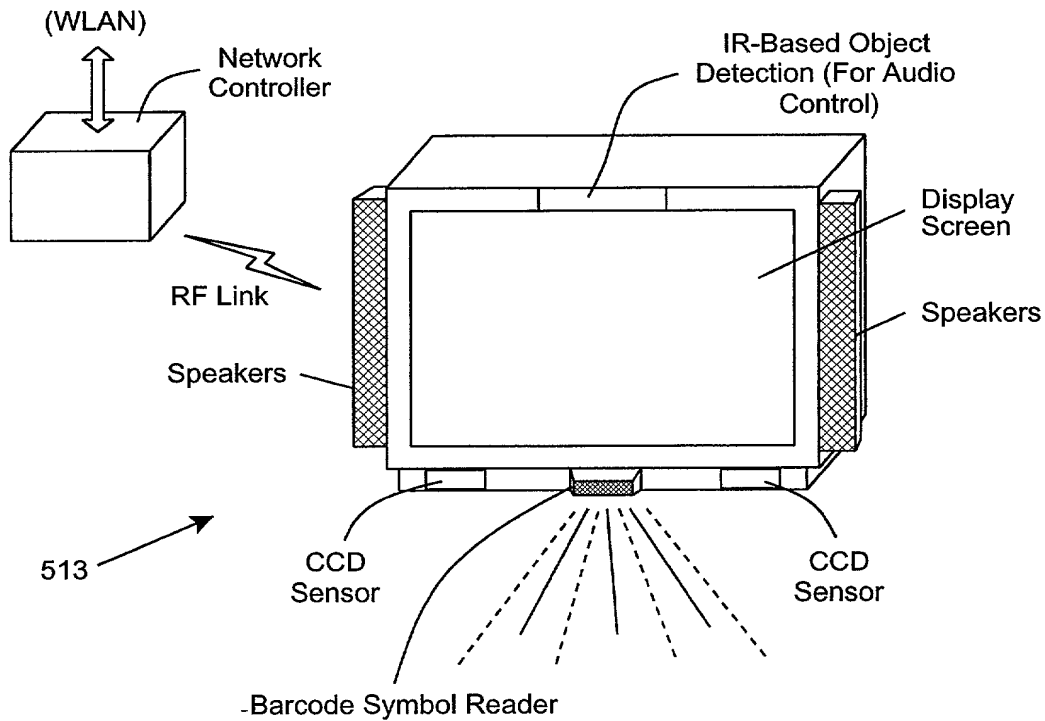 (WLAN)
Network
Controller
IR-Based Object
Detection (For Audio
Control)
Display
Screen
RF Link
Speakers
Speakers
513
CCD
Sensor
CCD
Sensor
-Barcode Symbol Reader